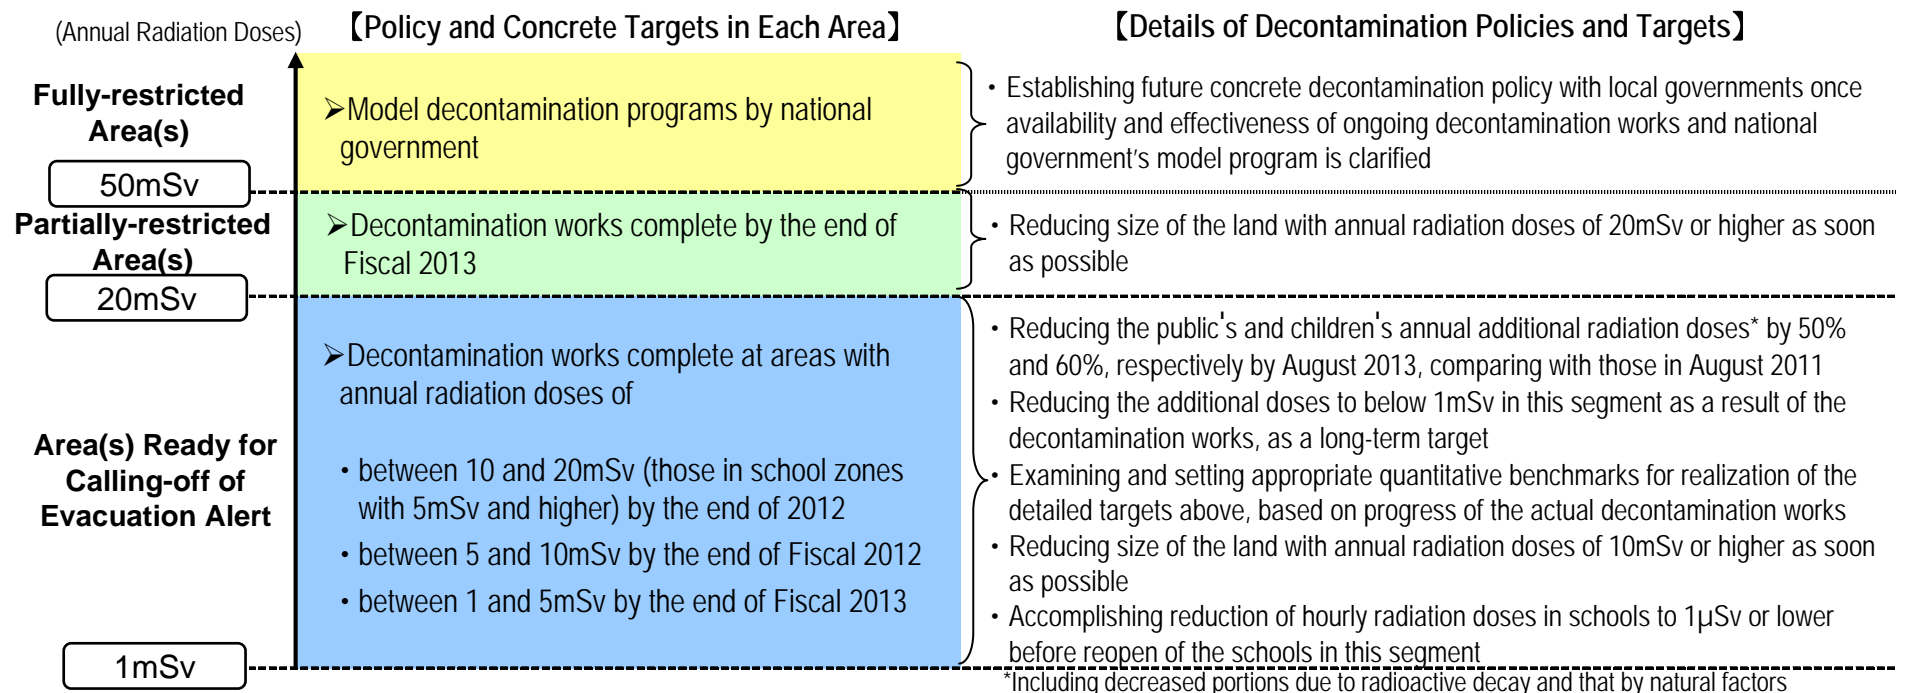 (Annual Radiation Doses)
【Policy and Concrete Targets in Each Area】
【Details of Decontamination Policies and Targets】
Fully-restricted
Area(s)
➢Model decontamination programs by national
government
・Establishing future concrete decontamination policy with local governments once
availability and effectiveness of ongoing decontamination works and national
government's model program is clarified
50mSv
Partially-restricted
Area(s)
➢Decontamination works complete by the end of
Fiscal 2013
・Reducing size of the land with annual radiation doses of 20mSv or higher as soon
as possible
20mSv
Area(s) Ready for
Calling-off of
Evacuation Alert
➢Decontamination works complete at areas with
annual radiation doses of
・between 10 and 20mSv (those in school zones
with 5mSv and higher) by the end of 2012
・between 5 and 10mSv by the end of Fiscal 2012
・between 1 and 5mSv by the end of Fiscal 2013
・Reducing the public's and children's annual additional radiation doses* by 50%
and 60%, respectively by August 2013, comparing with those in August 2011
・Reducing the additional doses to below 1mSv in this segment as a result of the
decontamination works, as a long-term target
・Examining and setting appropriate quantitative benchmarks for realization of the
detailed targets above, based on progress of the actual decontamination works
・Reducing size of the land with annual radiation doses of 10mSv or higher as soon
as possible
・Accomplishing reduction of hourly radiation doses in schools to 1μSv or lower
before reopen of the schools in this segment
1mSv
*Including decreased portions due to radioactive decay and that by natural factors